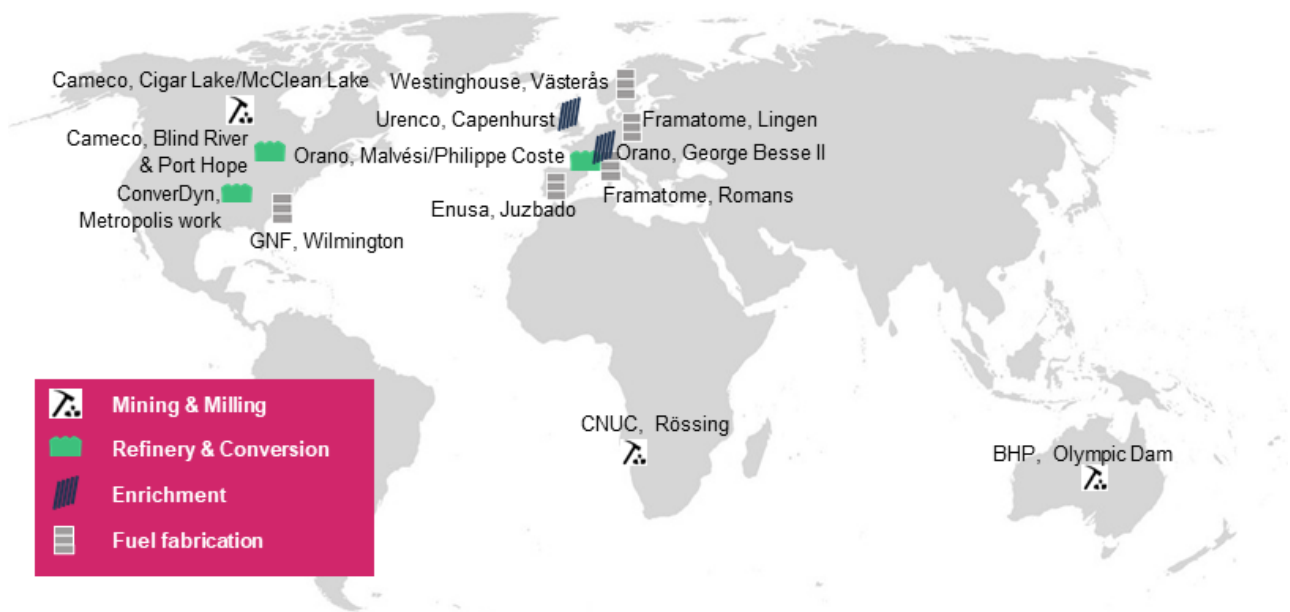 Cameco, Cigar Lake/McClean Lake
Westinghouse, Västerås
Urenco, Capenhurst
Framatome, Lingen
Cameco, Blind River
& Port Hope
Orano, Malvési/Philippe Coste
Orano, George Besse II
ConverDyn,
Metropolis work
Framatome, Romans
Enusa, Juzbado
GNF, Wilmington
CNUC, Rössing
BHP, Olympic Dam
Mining & Milling
Refinery & Conversion
Enrichment
Fuel fabrication